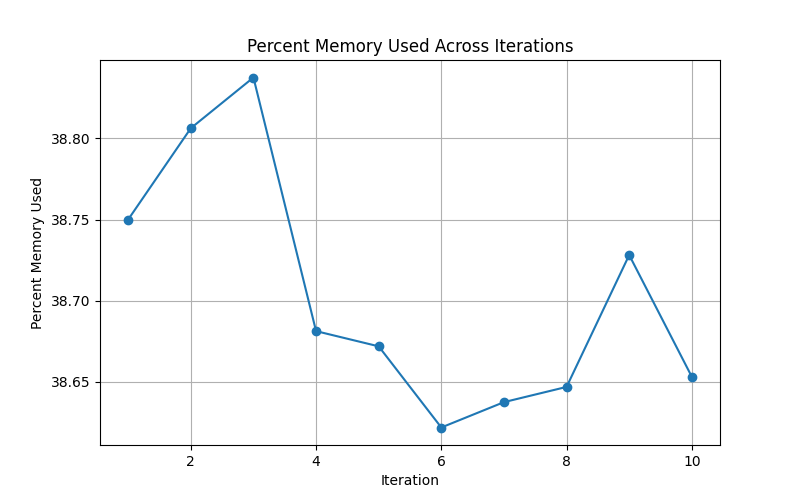 Percent Memory Used Across Iterations
Percent Memory Used
38.80
38.75
38.70
38.65
2 4 6 8 10
Iteration